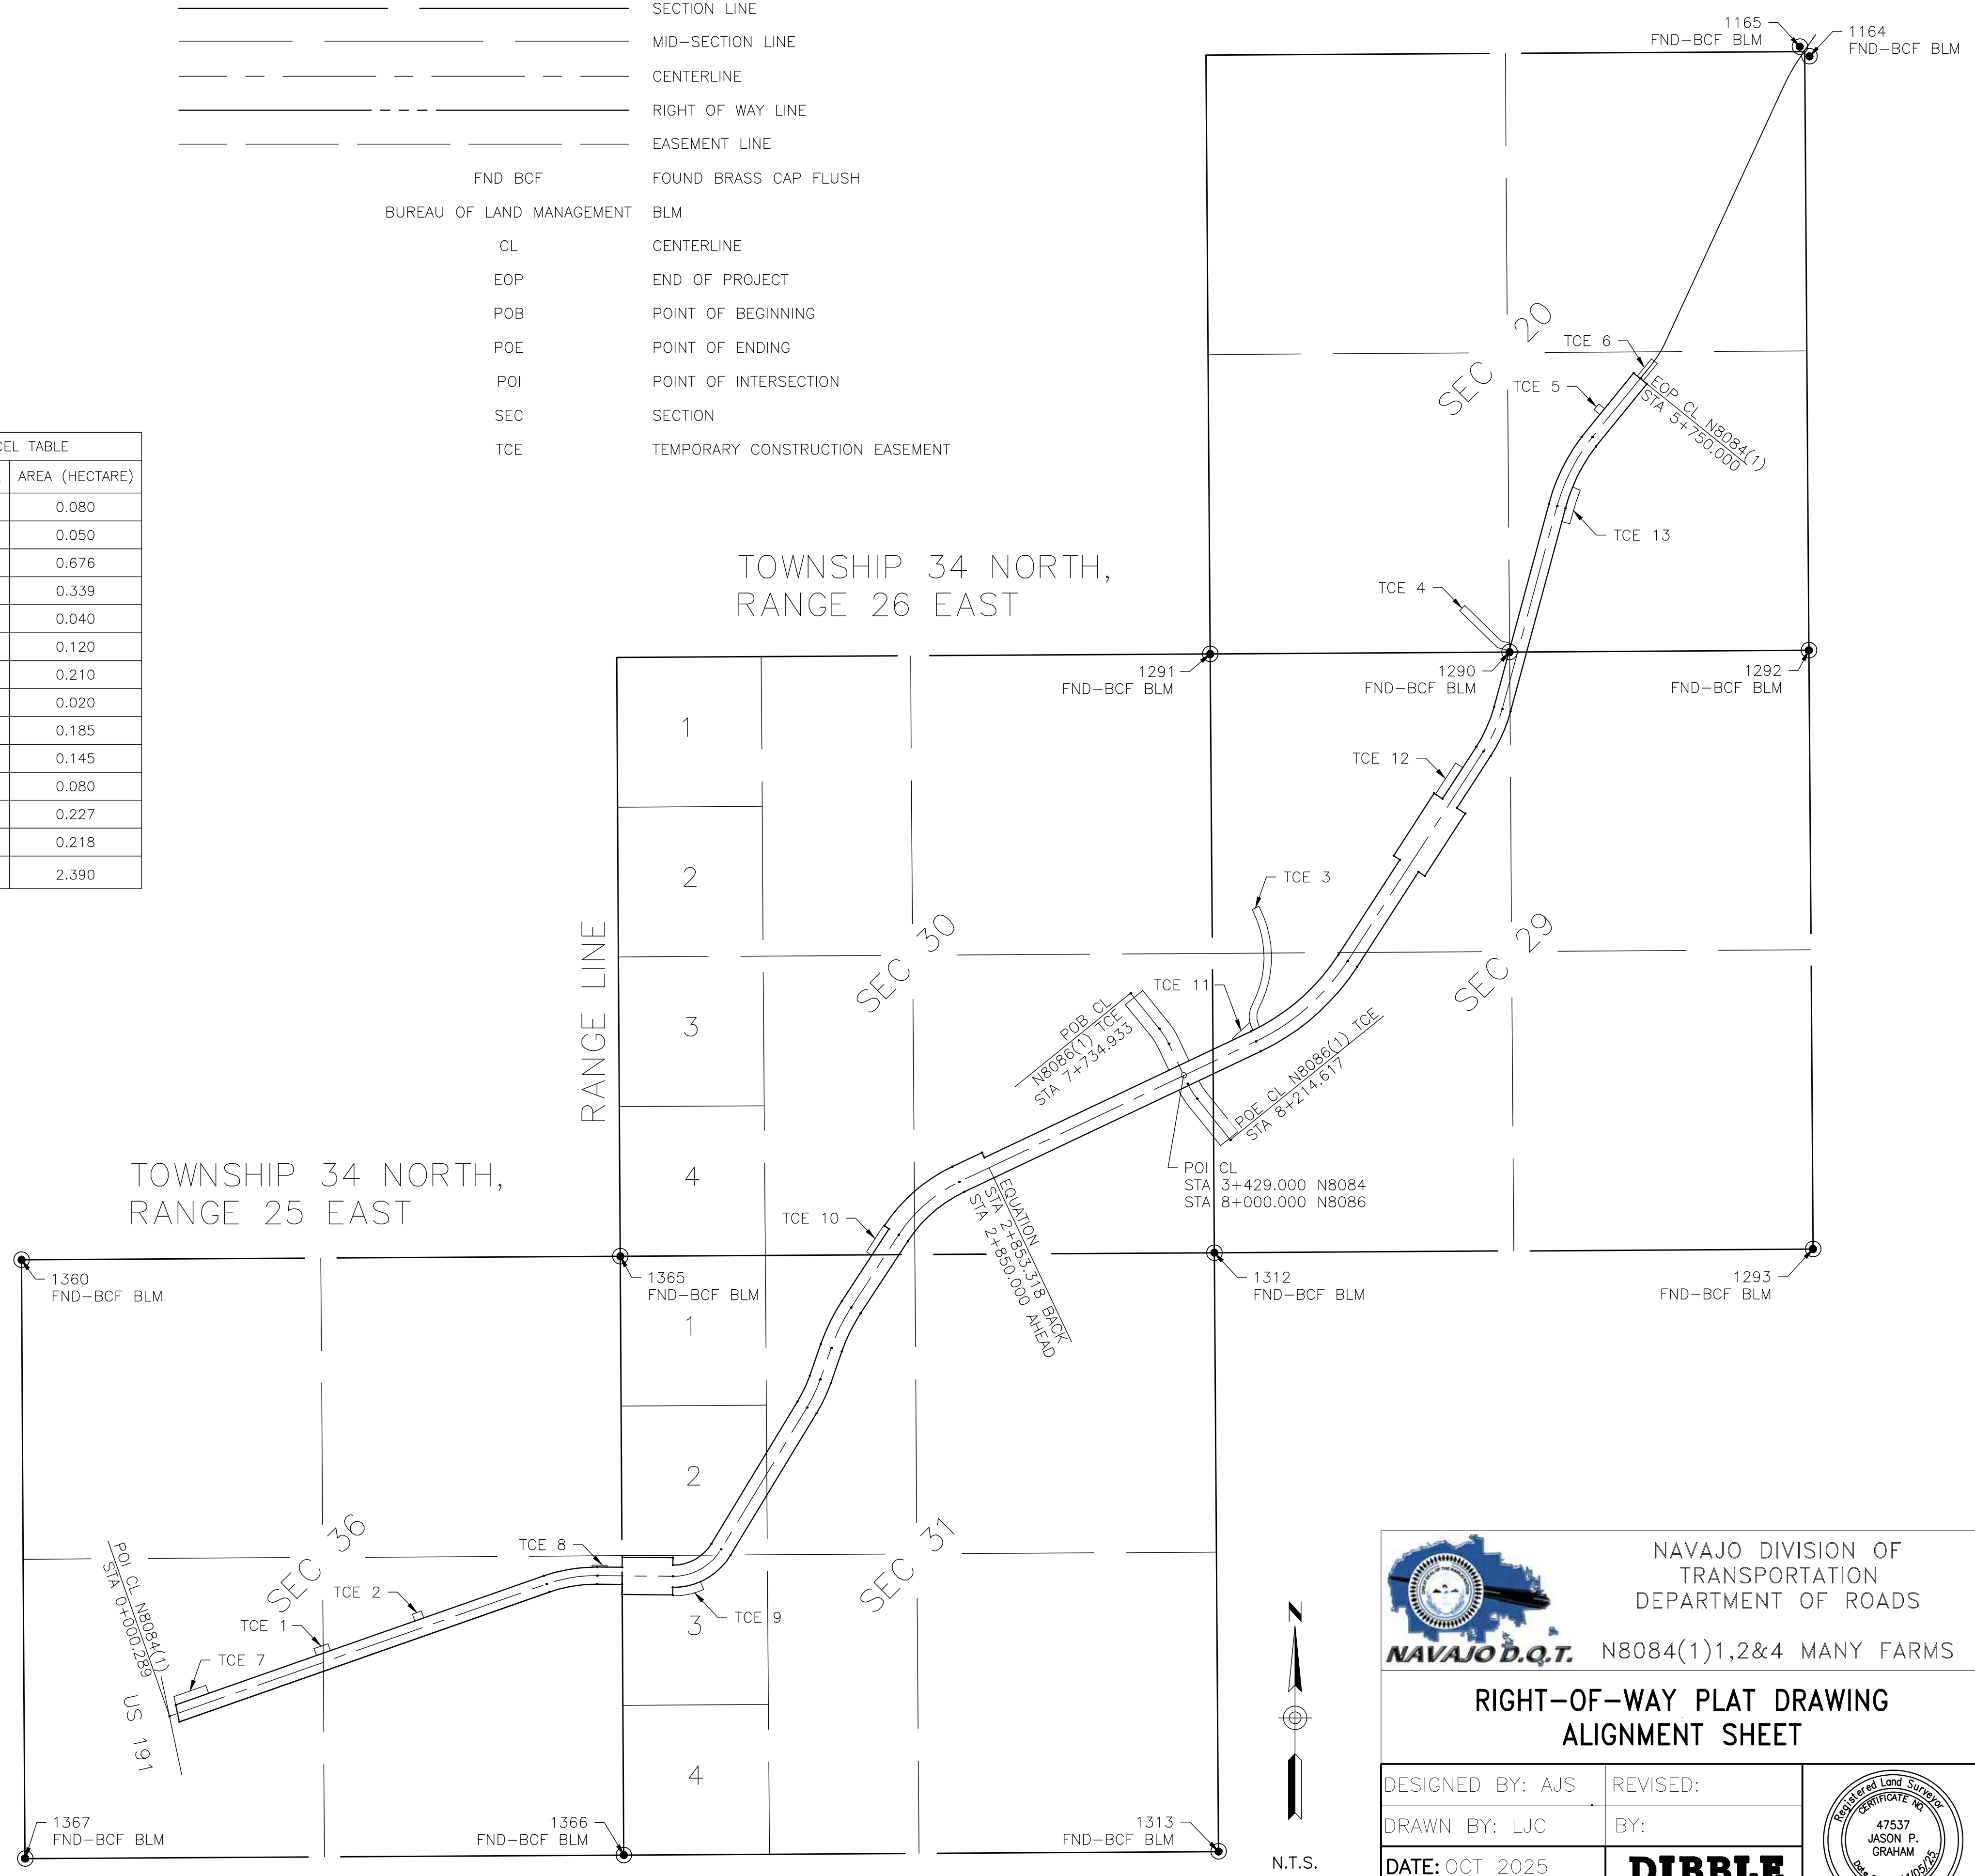 SECTION LINE
MID-SECTION LINE
CENTERLINE
RIGHT OF WAY LINE
EASEMENT LINE
FND BCF FOUND BRASS CAP FLUSH
BUREAU OF LAND MANAGEMENT BLM
CL CENTERLINE
EOP END OF PROJECT
POB POINT OF BEGINNING
POE POINT OF ENDING
POI POINT OF INTERSECTION
SEC SECTION
TCE TEMPORARY CONSTRUCTION EASEMENT
CEL TABLE
AREA (HECTARE)
0.080
0.050
0.676
0.339
0.040
0.120
0.210
0.020
0.185
0.145
0.080
0.227
0.218
2.390
1165
FND-BCF BLM
1164
FND-BCF BLM
SEC 20
TCE 6
TCE 5
EOP CL N8084(1)
STA 5+750.000
TCE 13
TCE 4
TOWNSHIP 34 NORTH,
RANGE 26 EAST
1291
FND-BCF BLM
1290
FND-BCF BLM
1292
FND-BCF BLM
1
2
3
4
RANGE LINE
SEC 30
TCE 12
TCE 3
SEC 29
TCE 11
POB CL
N8086(1) TCE
STA 7+734.933
POE CL N8086(1) TCE
STA 8+214.617
POI CL
STA 3+429.000 N8084
STA 8+000.000 N8086
EQUATION
STA 2+853.318 BACK
STA 2+850.000 AHEAD
TCE 10
TOWNSHIP 34 NORTH,
RANGE 25 EAST
1360
FND-BCF BLM
1365
FND-BCF BLM
1312
FND-BCF BLM
1293
FND-BCF BLM
1
2
3
4
SEC 36
SEC 31
TCE 8
TCE 2
TCE 1
TCE 7
TCE 9
POI CL N8084(1)
STA 0+000.289
US 191
1367
FND-BCF BLM
1366
FND-BCF BLM
1313
FND-BCF BLM
N
N.T.S.
NAVAJO D.O.T.
NAVAJO DIVISION OF
TRANSPORTATION
DEPARTMENT OF ROADS
N8084(1)1,2&4 MANY FARMS
RIGHT-OF-WAY PLAT DRAWING
ALIGNMENT SHEET
DESIGNED BY: AJS
REVISED:
DRAWN BY: LJC
BY:
DATE: OCT 2025
DIBBLE
Registered Land Surveyor
CERTIFICATE NO.
47537
JASON P.
GRAHAM